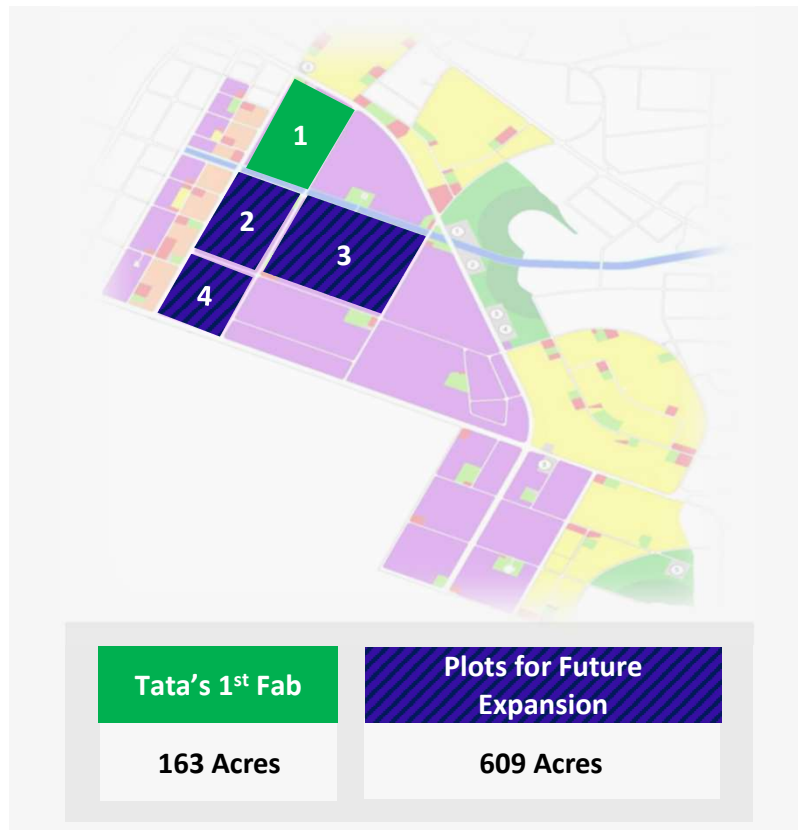 1
2
3
4
Tata's 1st Fab
Plots for Future
Expansion
163 Acres
609 Acres